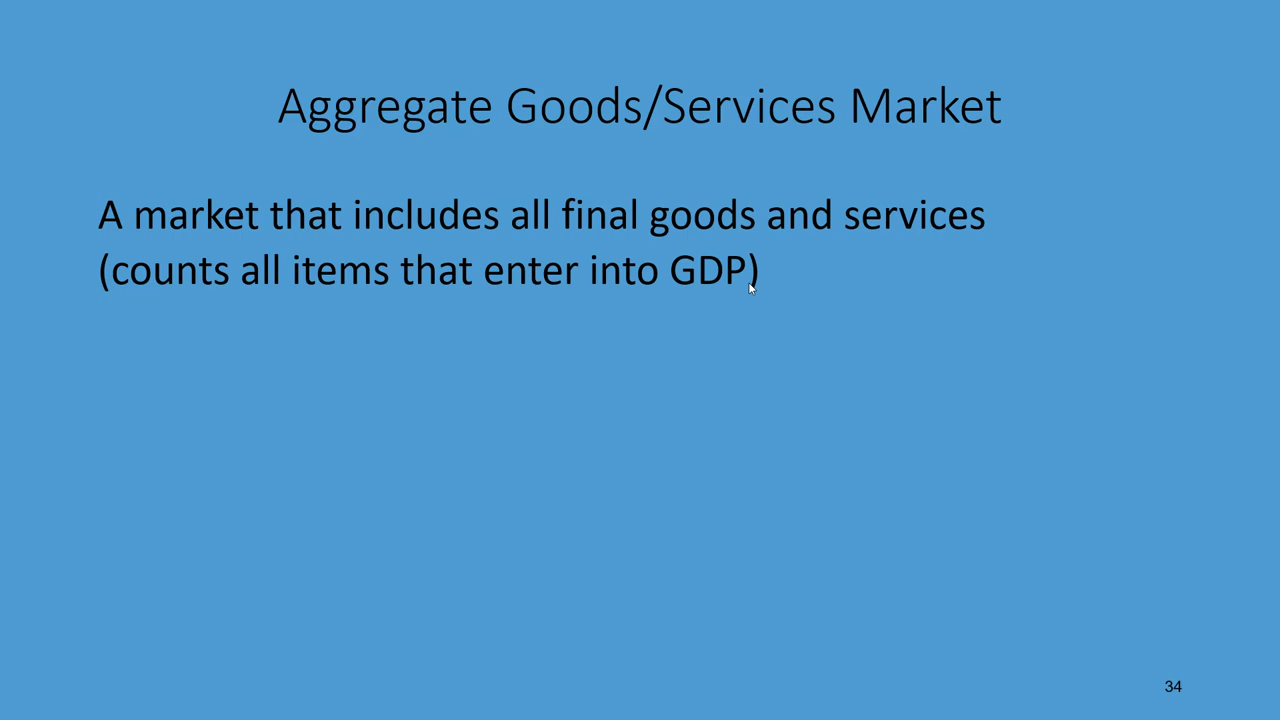 Aggregate Goods/Services Market
A market that includes all final goods and services
(counts all items that enter into GDP)
34